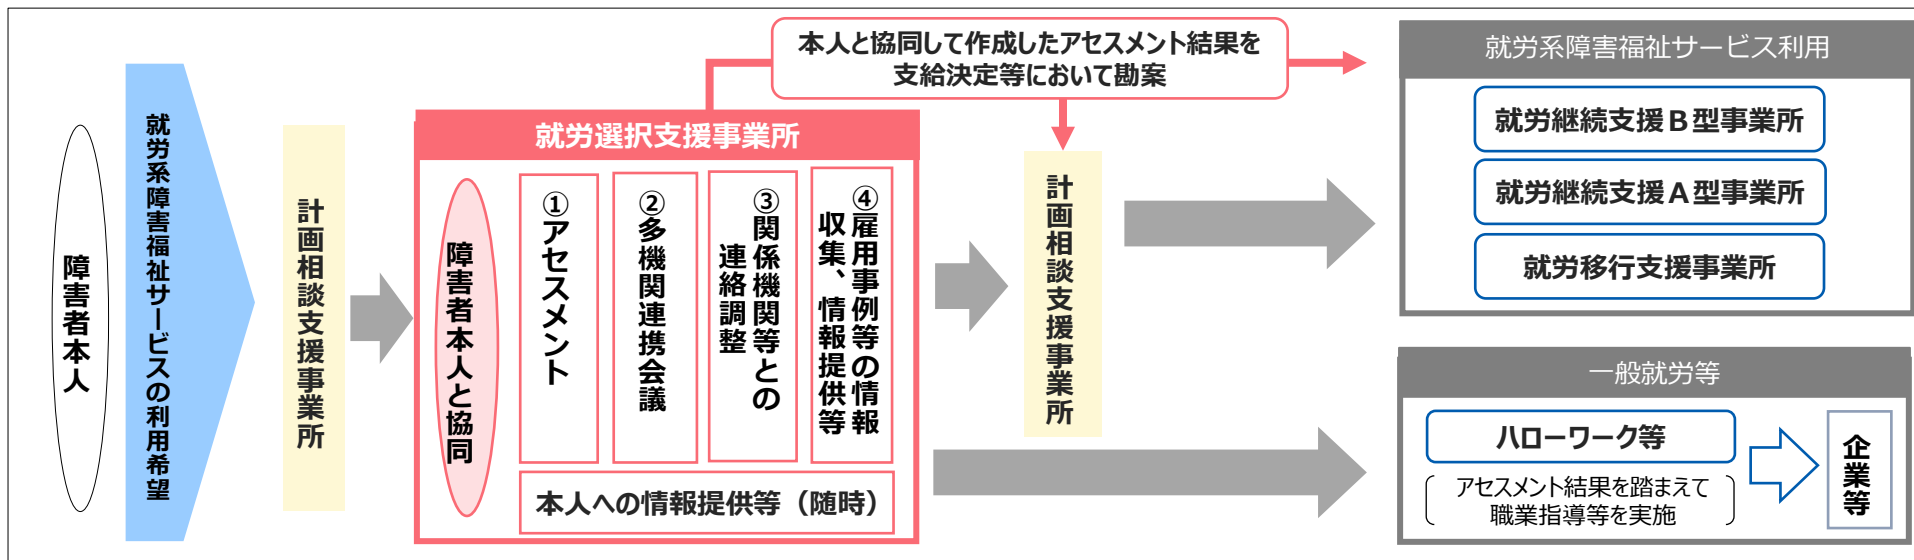 障害者本人
就労系障害福祉サービスの利用希望
計画相談支援事業所
就労選択支援事業所
障害者本人と協同
①アセスメント
②多機関連携会議
③関係機関等との
連絡調整
④雇用事例等の情報
収集、情報提供等
本人への情報提供等（随時）
本人と協同して作成したアセスメント結果を
支給決定等において勘案
計画相談支援事業所
就労系障害福祉サービス利用
就労継続支援Ｂ型事業所
就労継続支援Ａ型事業所
就労移行支援事業所
一般就労等
ハローワーク等
アセスメント結果を踏まえて
職業指導等を実施
企業等